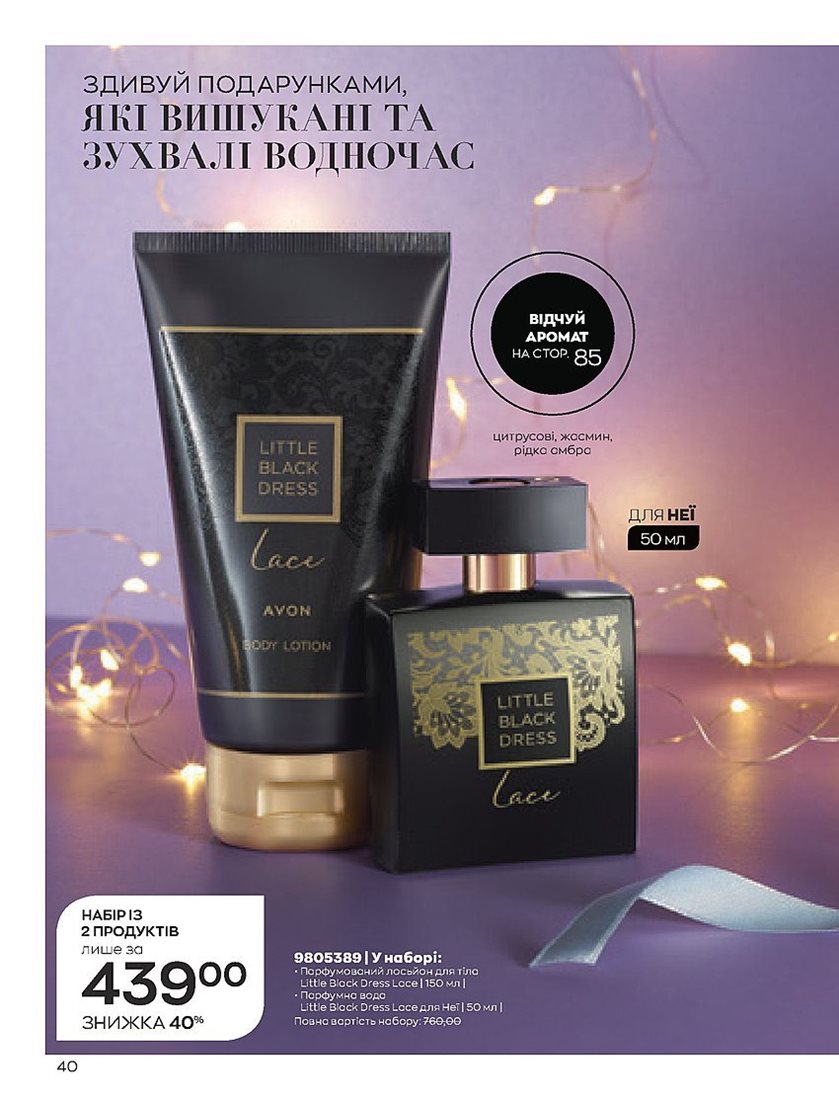 ЗДИВУЙ ПОДАРУНКАМИ,
ЯКІ ВИШУКАНІ ТА
ЗУХВАЛІ ВОДНОЧАС
ВІДЧУЙ
АРОМАТ
НА СТОР. 85
цитрусові, жасмин,
рідка амбра
ДЛЯ НЕЇ
50 мл
LITTLE
BLACK
DRESS
Lace
AVON
BODY LOTION
LITTLE
BLACK
DRESS
Lace
НАБІР ІЗ
2 ПРОДУКТІВ
лише за
439⁰⁰
ЗНИЖКА 40%
9805389 | У наборі:
• Парфумований лосьйон для тіла
Little Black Dress Lace | 150 мл |
• Парфумна вода
Little Black Dress Lace для Неї | 50 мл |
Повна вартість набору: 760,00
40